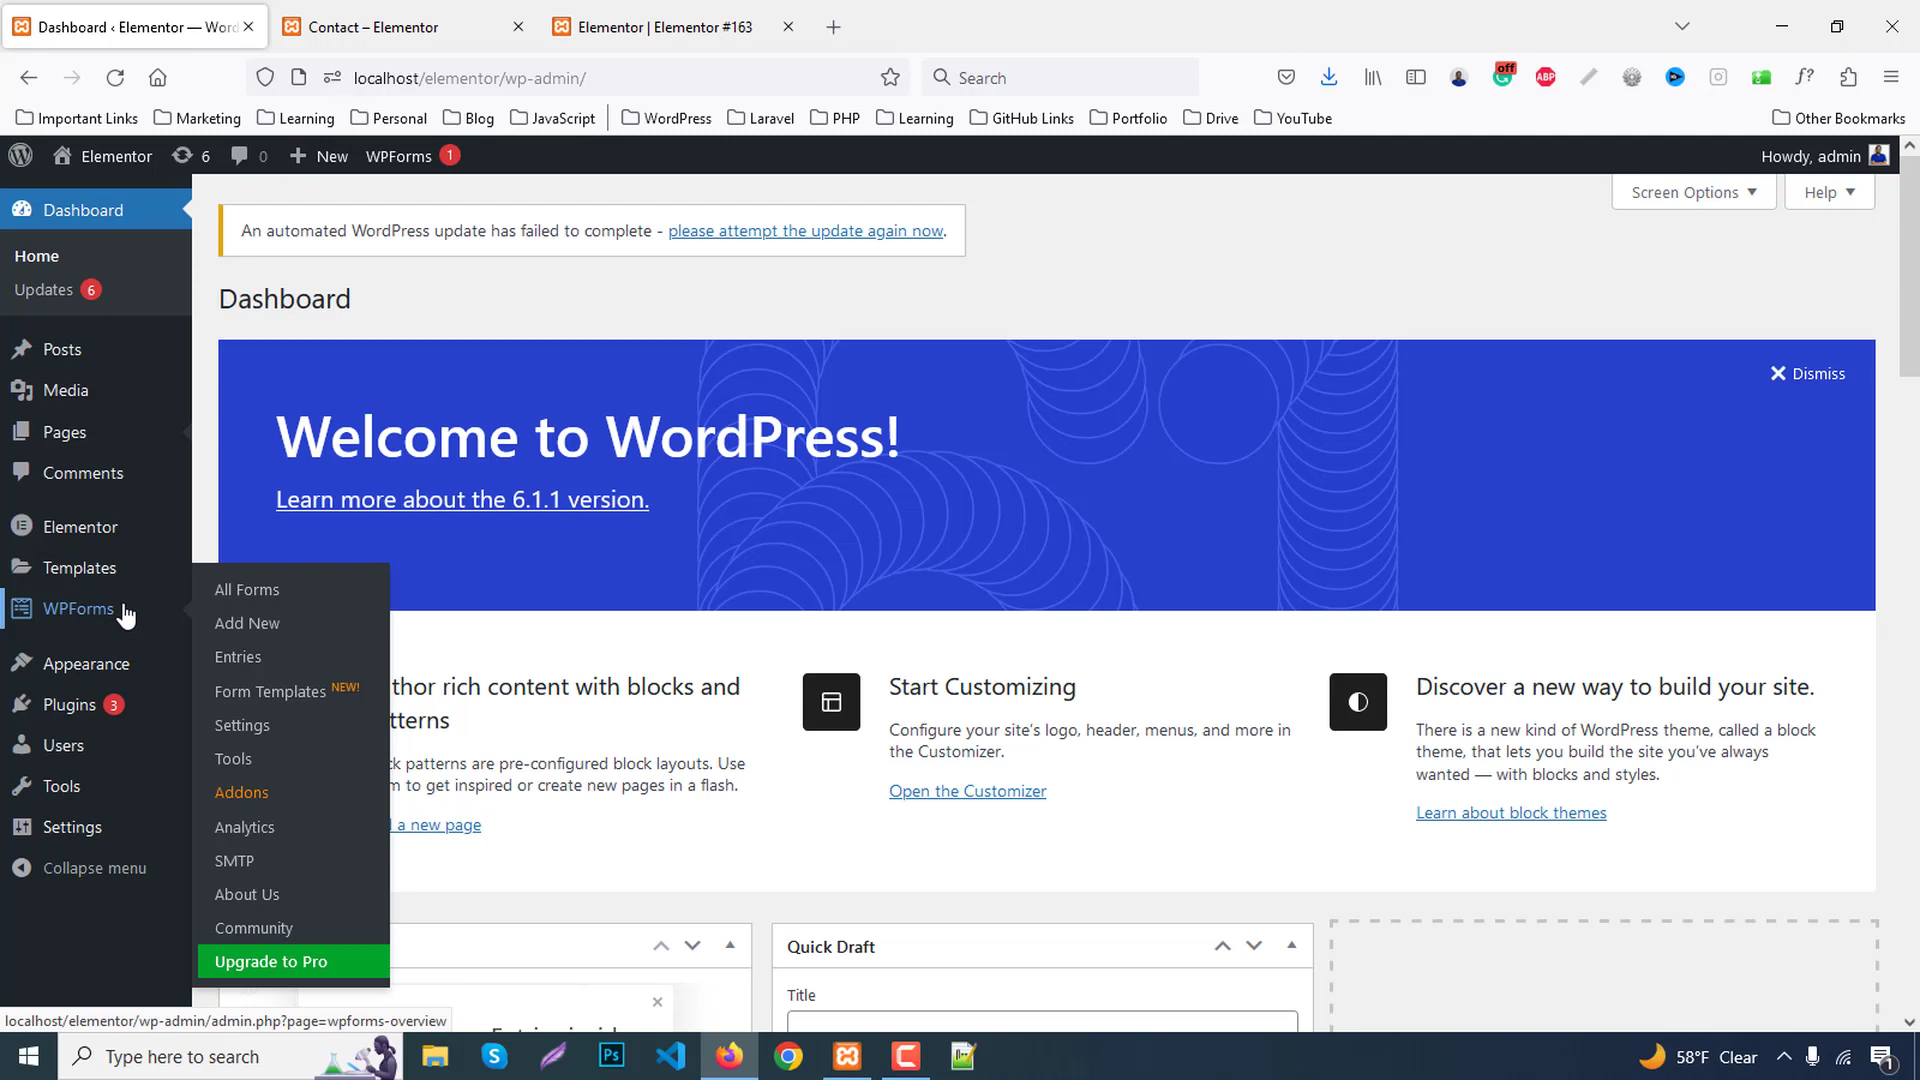 Dashboard ‹ Elementor — Word
Contact – Elementor
Elementor | Elementor #163
localhost/elementor/wp-admin/
Search
off
ABP
f?
Important Links
Marketing
Learning
Personal
Blog
JavaScript
WordPress
Laravel
PHP
Learning
GitHub Links
Portfolio
Drive
YouTube
Other Bookmarks
Elementor
6
0
New
WPForms 1
Howdy, admin
Dashboard
Home
Updates 6
Posts
Media
Pages
Comments
Elementor
Templates
WPForms
Appearance
Plugins 3
Users
Tools
Settings
Collapse menu
All Forms
Add New
Entries
Form Templates NEW!
Settings
Tools
Addons
Analytics
SMTP
About Us
Community
Upgrade to Pro
Screen Options
Help
An automated WordPress update has failed to complete - please attempt the update again now.
Dashboard
Dismiss
Welcome to WordPress!
Learn more about the 6.1.1 version.
thor rich content with blocks and
tterns
ck patterns are pre-configured block layouts. Use
m to get inspired or create new pages in a flash.
d a new page
Start Customizing
Configure your site's logo, header, menus, and more in
the Customizer.
Open the Customizer
Discover a new way to build your site.
There is a new kind of WordPress theme, called a block
theme, that lets you build the site you've always
wanted — with blocks and styles.
Learn about block themes
Quick Draft
Title
localhost/elementor/wp-admin/admin.php?page=wpforms-overview
Type here to search
Ps
58°F Clear
1